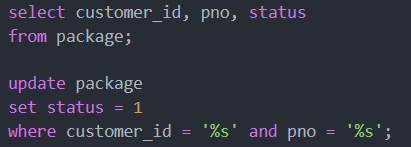 select customer_id, pno, status
from package;
update package
set status = 1
where customer_id = '%s' and pno = '%s';